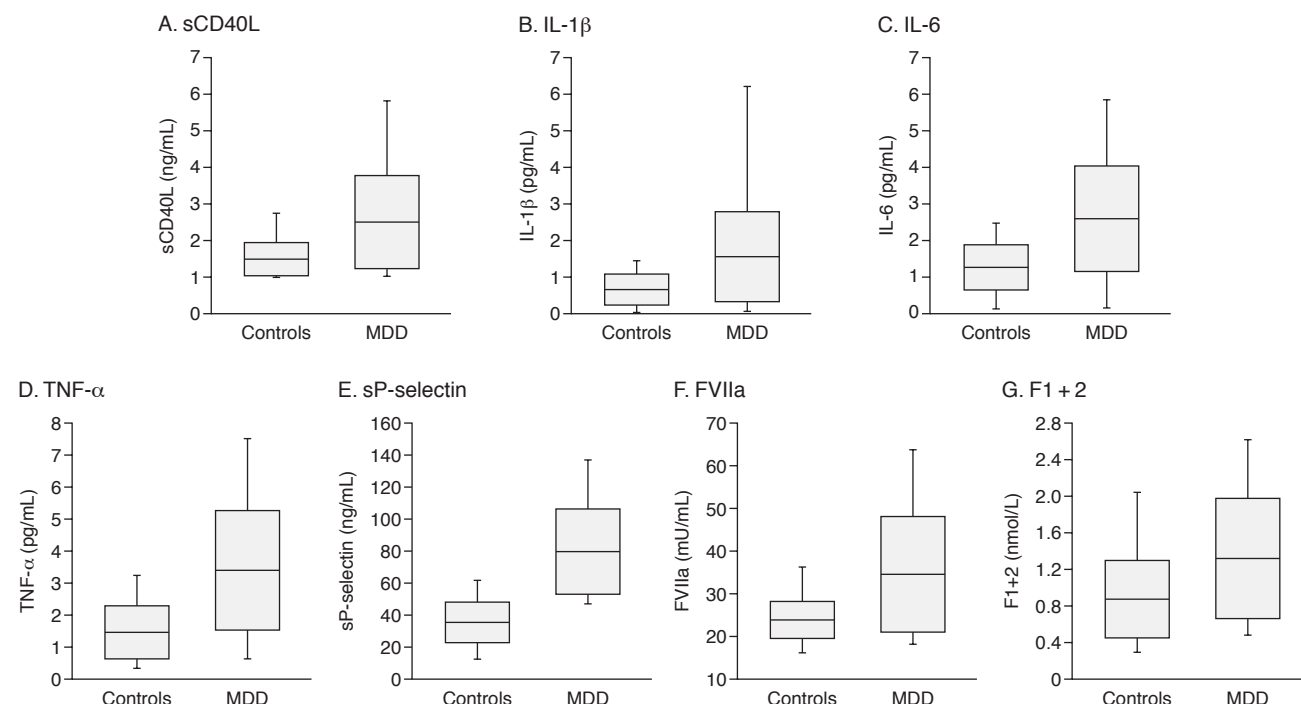 A. sCD40L
sCD40L (ng/mL)
7
6
5
4
3
2
1
0
Controls MDD
B. IL-1β
IL-1β (pg/mL)
7
6
5
4
3
2
1
0
Controls MDD
C. IL-6
IL-6 (pg/mL)
7
6
5
4
3
2
1
0
Controls MDD
D. TNF-α
TNF-α (pg/mL)
8
7
6
5
4
3
2
1
0
Controls MDD
E. sP-selectin
sP-selectin (ng/mL)
160
140
120
100
80
60
40
20
0
Controls MDD
F. FVIIa
FVIIa (mU/mL)
70
60
50
40
30
20
10
Controls MDD
G. F1 + 2
F1+2 (nmol/L)
2.8
2.4
2.0
1.6
1.2
0.8
0.4
0
Controls MDD